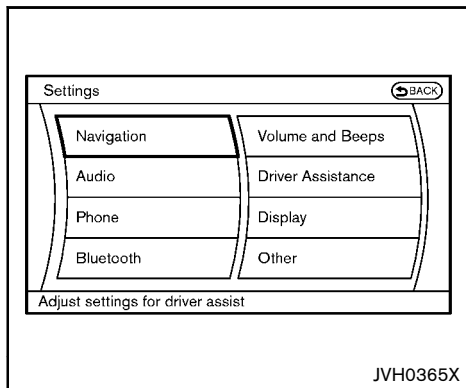 Settings
BACK
Navigation
Volume and Beeps
Audio
Driver Assistance
Phone
Display
Bluetooth
Other
Adjust settings for driver assist
JVH0365X